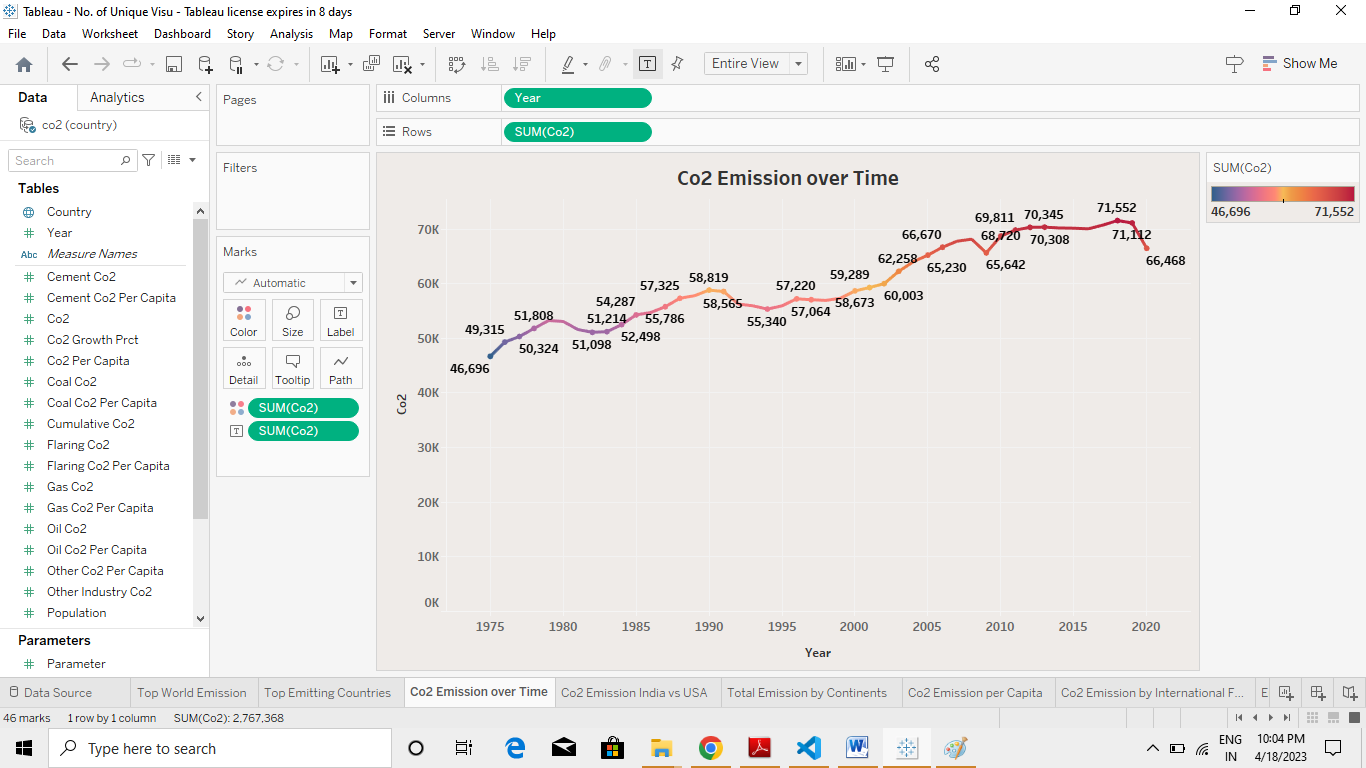 Tableau - No. of Unique Visu - Tableau license expires in 8 days
File Data Worksheet Dashboard Story Analysis Map Format Server Window Help
Entire View
Show Me
Data Analytics
co2 (country)
Search
Tables
Country
Year
Abc Measure Names
Cement Co2
Cement Co2 Per Capita
Co2
Co2 Growth Prct
Co2 Per Capita
Coal Co2
Coal Co2 Per Capita
Cumulative Co2
Flaring Co2
Flaring Co2 Per Capita
Gas Co2
Gas Co2 Per Capita
Oil Co2
Oil Co2 Per Capita
Other Co2 Per Capita
Other Industry Co2
Population
Parameters
Parameter
Pages
Filters
Marks
Automatic
Color Size Label
Detail Tooltip Path
SUM(Co2)
SUM(Co2)
Columns Year
Rows SUM(Co2)
Co2 Emission over Time
70K
60K
50K
40K
30K
20K
10K
0K
Co2
46,696
49,315
50,324
51,808
51,098
51,214
52,498
54,287
55,786
57,325
58,819
58,565
55,340
57,220
57,064
58,673
59,289
60,003
62,258
65,230
66,670
65,642
68,720
69,811
70,345
70,308
71,552
71,112
66,468
1975 1980 1985 1990 1995 2000 2005 2010 2015 2020
Year
SUM(Co2)
46,696 71,552
Data Source Top World Emission Top Emitting Countries Co2 Emission over Time Co2 Emission India vs USA Total Emission by Continents Co2 Emission per Capita Co2 Emission by International F... E
46 marks 1 row by 1 column SUM(Co2): 2,767,368
Type here to search
ENG
IN
10:04 PM
4/18/2023